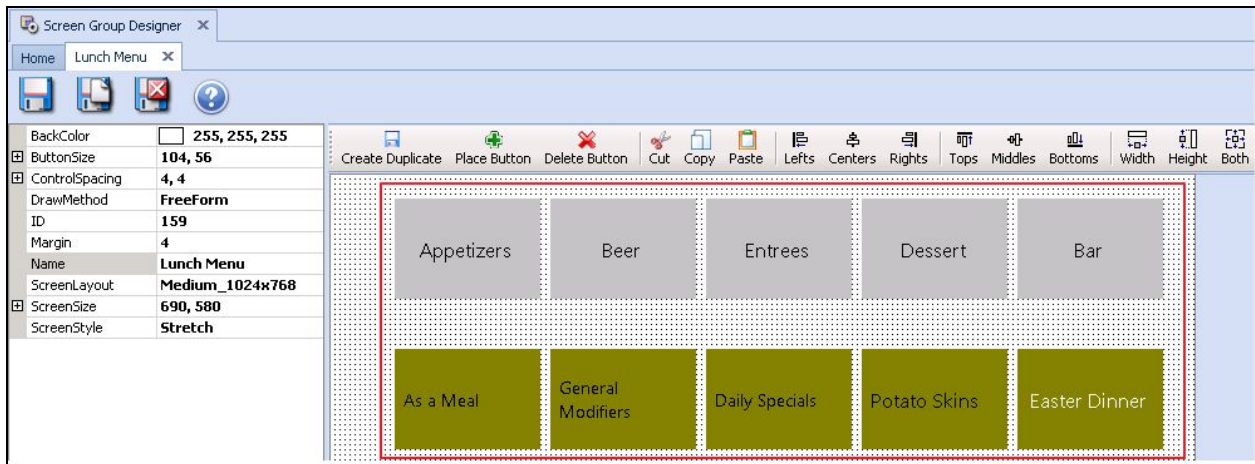 Screen Group Designer
Home Lunch Menu
BackColor 255, 255, 255
ButtonSize 104, 56
ControlSpacing 4, 4
DrawMethod FreeForm
ID 159
Margin 4
Name Lunch Menu
ScreenLayout Medium_1024x768
ScreenSize 690, 580
ScreenStyle Stretch
Create Duplicate Place Button Delete Button Cut Copy Paste Lefts Centers Rights Tops Middles Bottoms Width Height Both
Appetizers Beer Entrees Dessert Bar
As a Meal General Modifiers Daily Specials Potato Skins Easter Dinner